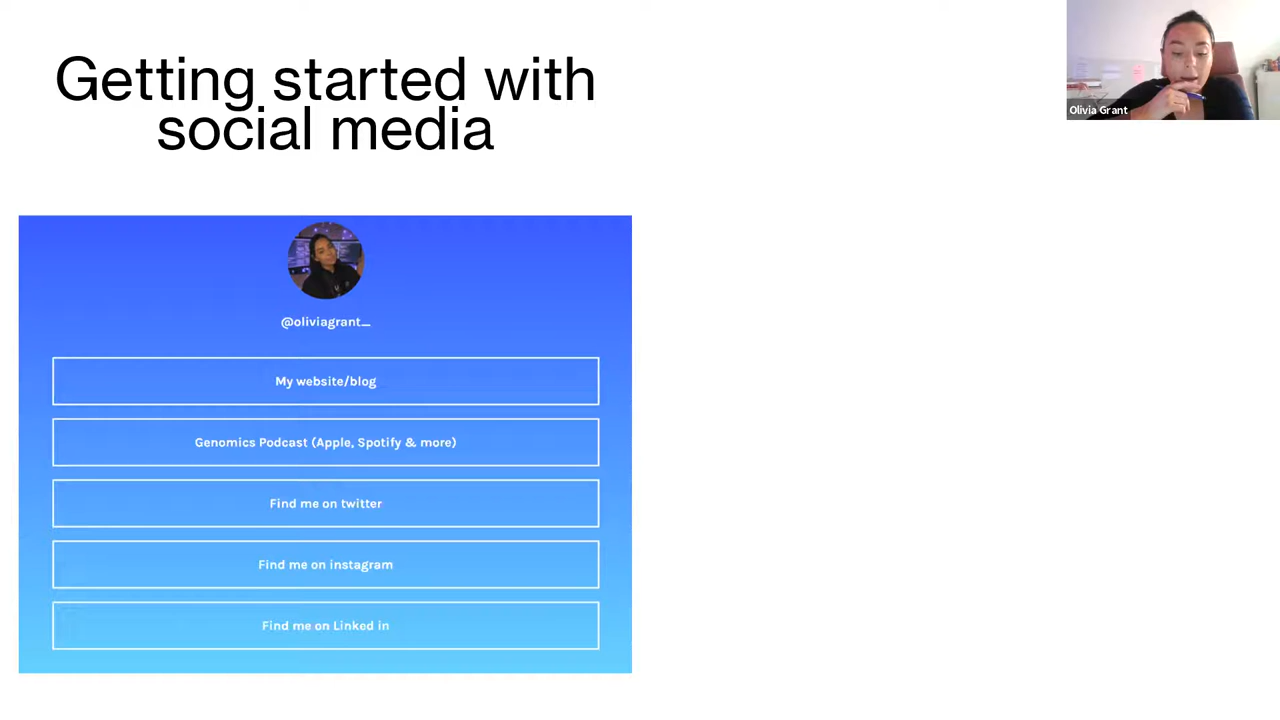 Getting started with
social media
Olivia Grant
@oliviagrant_
My website/blog
Genomics Podcast (Apple, Spotify & more)
Find me on twitter
Find me on instagram
Find me on Linked in